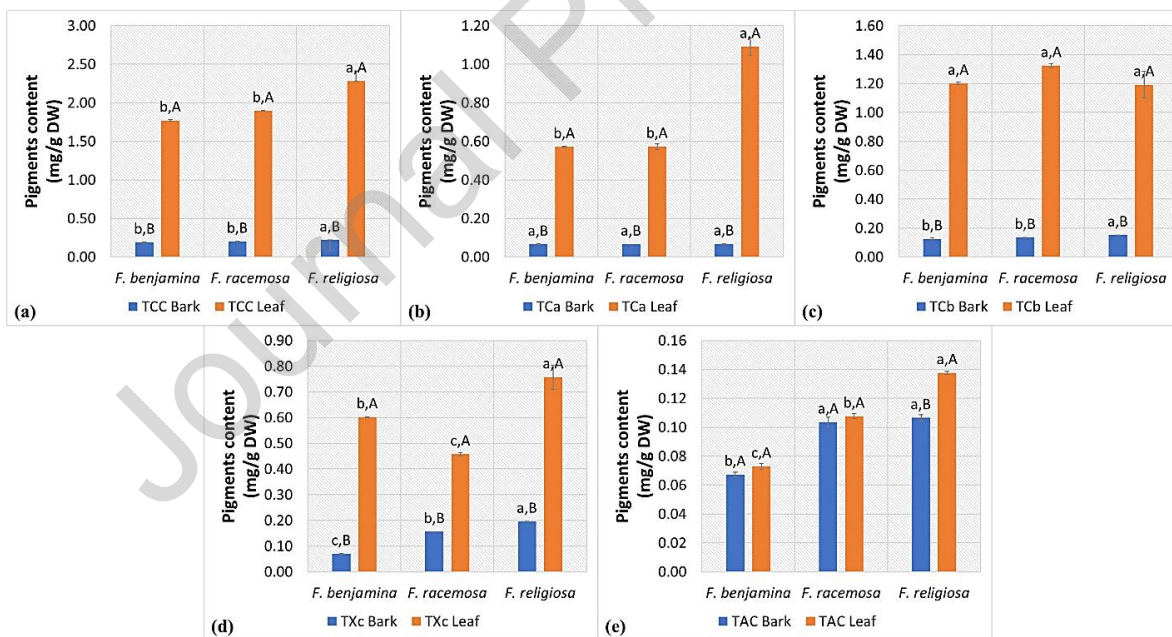 Journal Pr
Pigments content
(mg/g DW)
3.00
2.50
2.00
1.50
1.00
0.50
0.00
b,B
b,A
b,B
b,A
a,B
a,A
F. benjamina F. racemosa F. religiosa
(a)
TCC Bark TCC Leaf
Pigments content
(mg/g DW)
1.20
1.00
0.80
0.60
0.40
0.20
0.00
a,B
b,A
a,B
b,A
a,B
a,A
F. benjamina F. racemosa F. religiosa
(b)
TCa Bark TCa Leaf
Pigments content
(mg/g DW)
1.60
1.40
1.20
1.00
0.80
0.60
0.40
0.20
0.00
b,B
a,A
b,B
a,A
a,B
a,A
F. benjamina F. racemosa F. religiosa
(c)
TCb Bark TCb Leaf
Pigments content
(mg/g DW)
0.90
0.80
0.70
0.60
0.50
0.40
0.30
0.20
0.10
0.00
c,B
b,A
b,B
c,A
a,B
a,A
F. benjamina F. racemosa F. religiosa
(d)
TXc Bark TXc Leaf
Pigments content
(mg/g DW)
0.16
0.14
0.12
0.10
0.08
0.06
0.04
0.02
0.00
b,A
c,A
a,A
b,A
a,B
a,A
F. benjamina F. racemosa F. religiosa
(e)
TAC Bark TAC Leaf